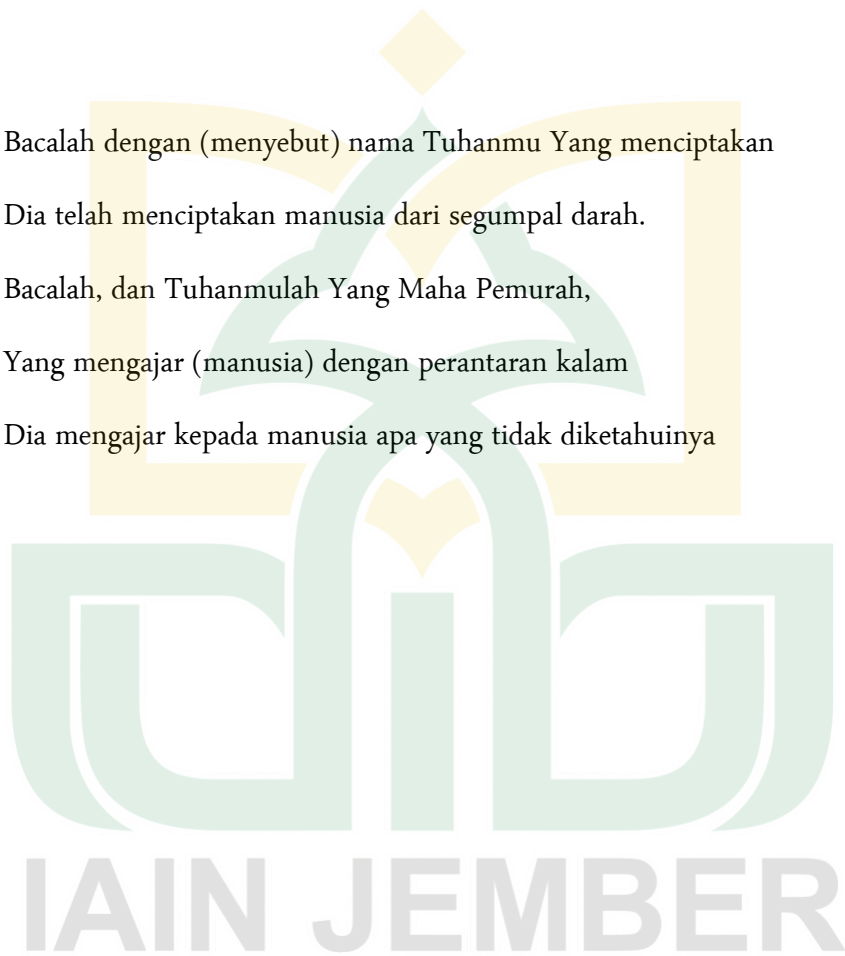 Bacalah dengan (menyebut) nama Tuhanmu Yang menciptakan
Dia telah menciptakan manusia dari segumpal darah.
Bacalah, dan Tuhanmulah Yang Maha Pemurah,
Yang mengajar (manusia) dengan perantaran kalam
Dia mengajar kepada manusia apa yang tidak diketahuinya
IAIN JEMBER